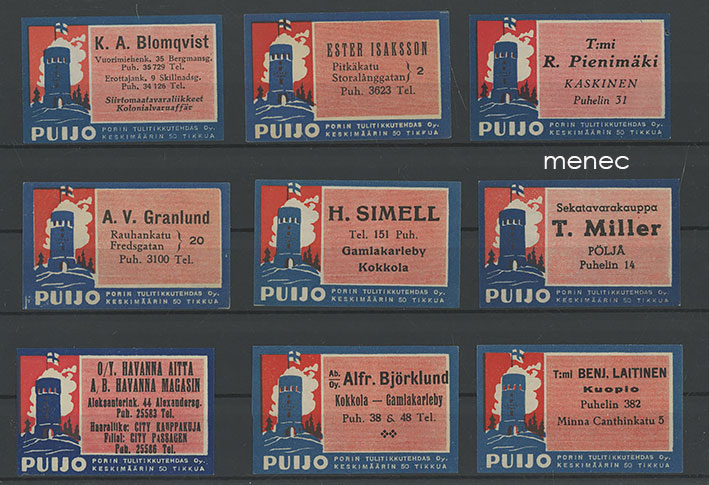 K. A. Blomqvist
Vuorimiehenk. 35 Bergmansg.
Puh. 35 729 Tel.
Erottajank. 9 Skillnadsg.
Puh. 34 126 Tel.
Siirtomaatavaraliikkeet
Kolonialvaruaffär
PUIJO
PORIN TULITIKKUTEHDAS Oy.
KESKIMÄÄRIN 50 TIKKUA
ESTER ISAKSSON
Pitkäkatu
Storalånggatan } 2
Puh. 3623 Tel.
PUIJO
PORIN TULITIKKUTEHDAS Oy.
KESKIMÄÄRIN 50 TIKKUA
T:mi
R. Pienimäki
KASKINEN
Puhelin 31
PUIJO
PORIN TULITIKKUTEHDAS Oy.
KESKIMÄÄRIN 50 TIKKUA
menec
A. V. Granlund
Rauhankatu
Fredsgatan } 20
Puh. 3100 Tel.
PUIJO
PORIN TULITIKKUTEHDAS Oy.
KESKIMÄÄRIN 50 TIKKUA
H. SIMELL
Tel. 151 Puh.
Gamlakarleby
Kokkola
PUIJO
PORIN TULITIKKUTEHDAS Oy.
KESKIMÄÄRIN 50 TIKKUA
Sekatavarakauppa
T. Miller
PÖLJÄ
Puhelin 14
PUIJO
PORIN TULITIKKUTEHDAS Oy.
KESKIMÄÄRIN 50 TIKKUA
O/Y. HAVANNA AITTA
A/B. HAVANNA MAGASIN
Aleksanterink. 44 Alexandersg.
Puh. 25583 Tel.
Haaraliike: CITY KAUPPAKUJA
Filial: CITY PASSAGEN
Puh. 25586 Tel.
PUIJO
PORIN TULITIKKUTEHDAS Oy.
KESKIMÄÄRIN 50 TIKKUA
Ab. Oy. Alfr. Björklund
Kokkola — Gamlakarleby
Puh. 38 & 48 Tel.
PUIJO
PORIN TULITIKKUTEHDAS Oy.
KESKIMÄÄRIN 50 TIKKUA
T:mi BENJ. LAITINEN
Kuopio
Puhelin 382
Minna Canthinkatu 5
PUIJO
PORIN TULITIKKUTEHDAS Oy.
KESKIMÄÄRIN 50 TIKKUA